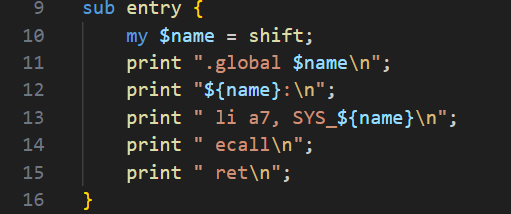 9 sub entry {
10     my $name = shift;
11     print ".global $name\n";
12     print "${name}:\n";
13     print " li a7, SYS_${name}\n";
14     print " ecall\n";
15     print " ret\n";
16 }